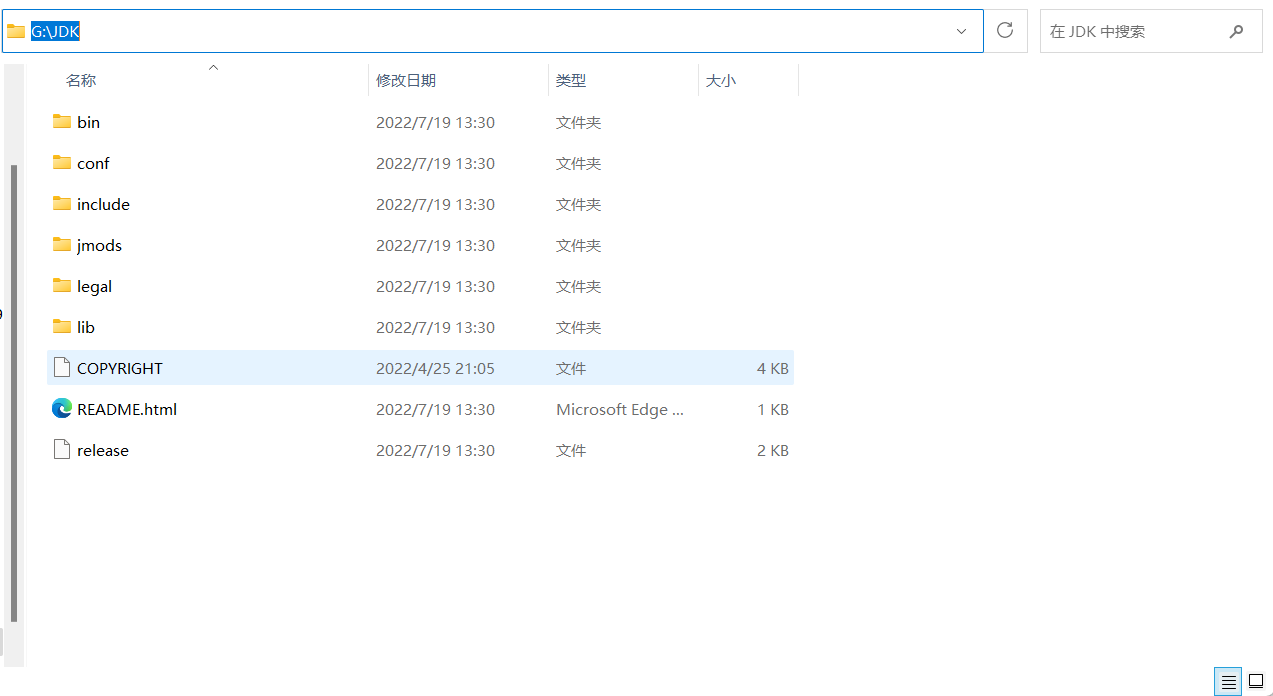 G:\JDK
在 JDK 中搜索
名称 修改日期 类型 大小
bin 2022/7/19 13:30 文件夹
conf 2022/7/19 13:30 文件夹
include 2022/7/19 13:30 文件夹
jmods 2022/7/19 13:30 文件夹
legal 2022/7/19 13:30 文件夹
lib 2022/7/19 13:30 文件夹
COPYRIGHT 2022/4/25 21:05 文件 4 KB
README.html 2022/7/19 13:30 Microsoft Edge ... 1 KB
release 2022/7/19 13:30 文件 2 KB